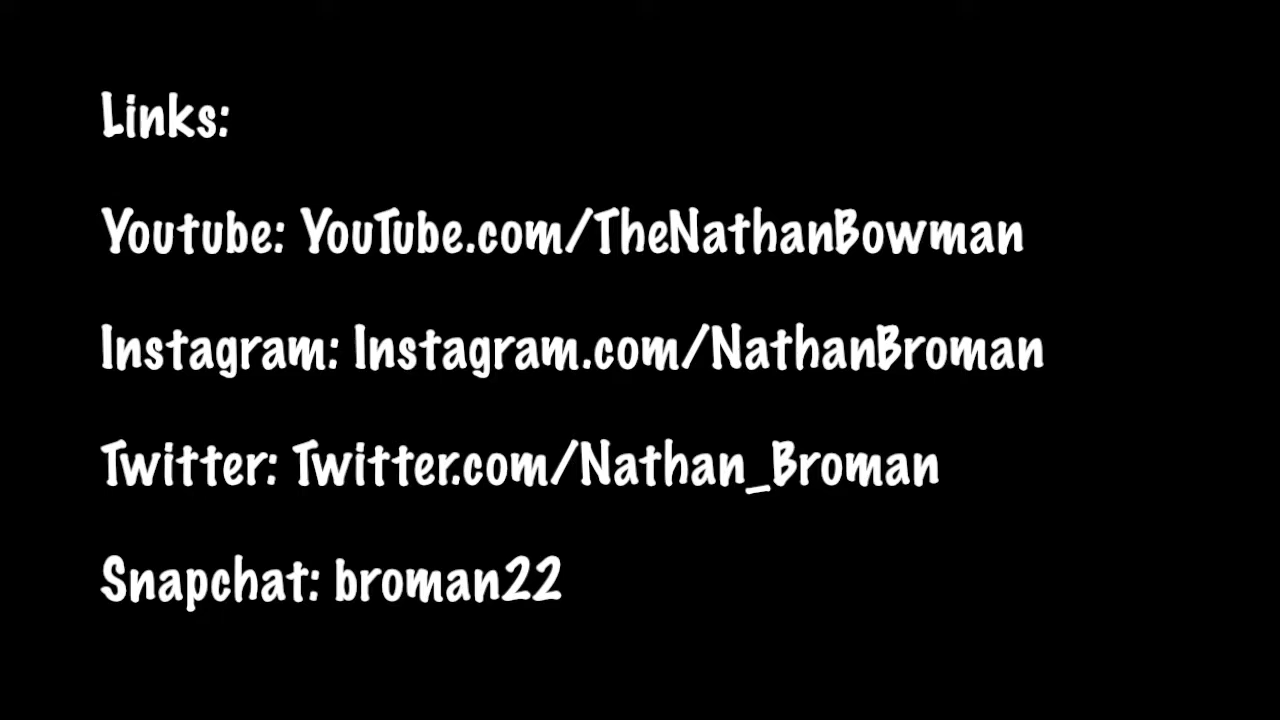 Links:
Youtube: YouTube.com/TheNathanBowman
Instagram: Instagram.com/NathanBroman
Twitter: Twitter.com/Nathan_Broman
Snapchat: broman22